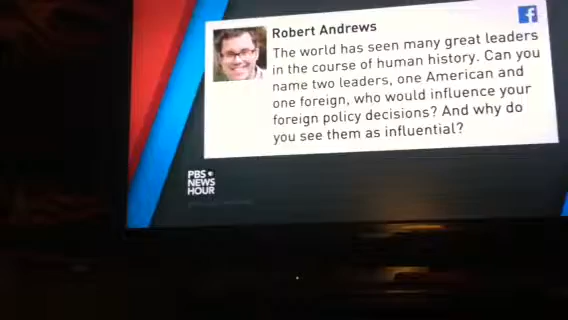 Robert Andrews
The world has seen many great leaders
in the course of human history. Can you
name two leaders, one American and
one foreign, who would influence your
foreign policy decisions? And why do
you see them as influential?
PBS
NEWS
HOUR